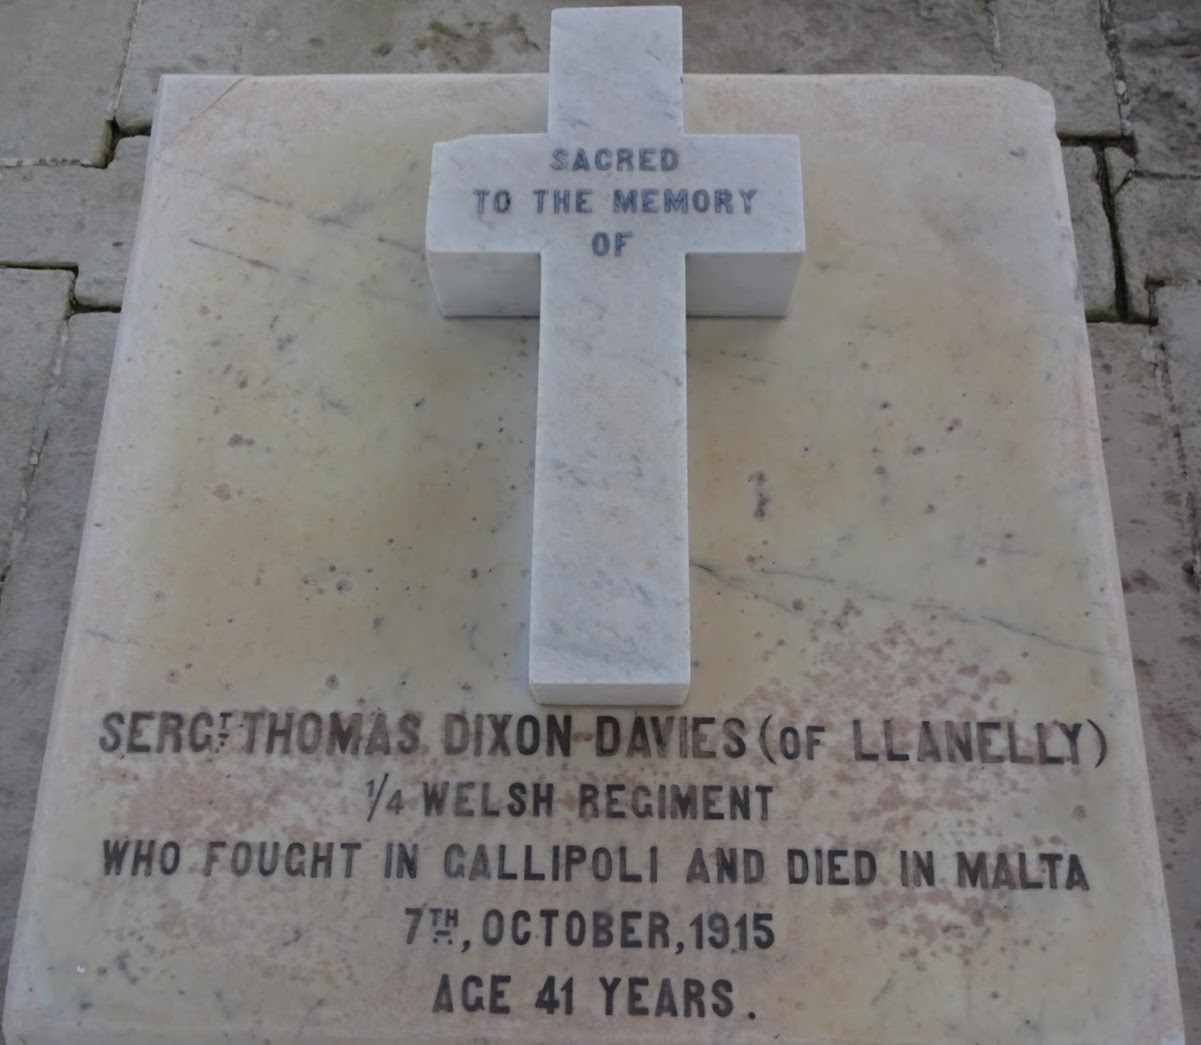 SACRED
TO THE MEMORY
OF
SERGT. THOMAS DIXON-DAVIES (OF LLANELLY)
1/4 WELSH REGIMENT
WHO FOUGHT IN GALLIPOLI AND DIED IN MALTA
7TH, OCTOBER, 1915
AGE 41 YEARS.